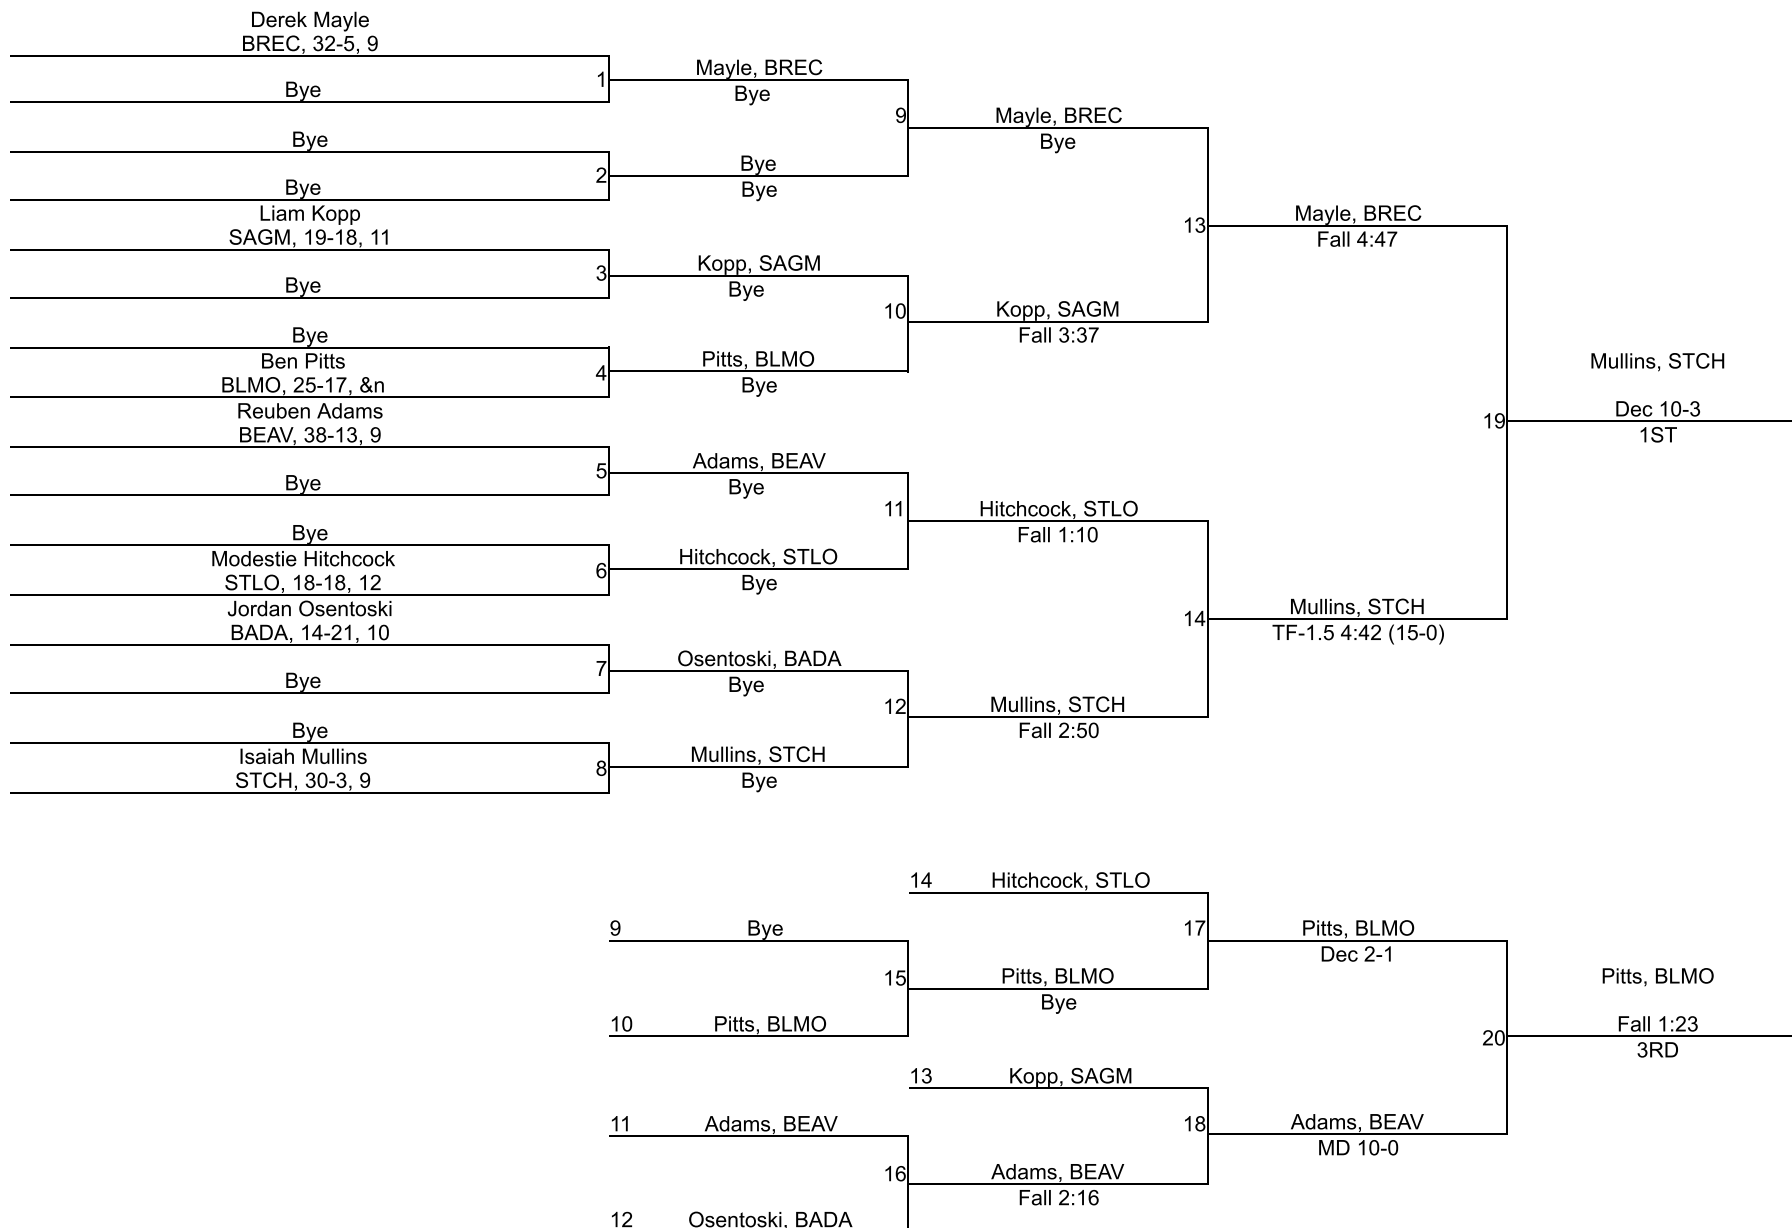 Derek Mayle
BREC, 32-5, 9
Bye
1
Bye
Bye
2
Liam Kopp
SAGM, 19-18, 11
Bye
3
Bye
Ben Pitts
BLMO, 25-17, &n
4
Reuben Adams
BEAV, 38-13, 9
Bye
5
Bye
Modestie Hitchcock
STLO, 18-18, 12
6
Jordan Osentoski
BADA, 14-21, 10
Bye
7
Bye
Isaiah Mullins
STCH, 30-3, 9
8
Mayle, BREC
Bye
9
Bye
Bye
Kopp, SAGM
Bye
10
Pitts, BLMO
Bye
Adams, BEAV
Bye
11
Hitchcock, STLO
Bye
Osentoski, BADA
Bye
12
Mullins, STCH
Bye
Mayle, BREC
Bye
13
Kopp, SAGM
Fall 3:37
Hitchcock, STLO
Fall 1:10
14
Mullins, STCH
Fall 2:50
Mayle, BREC
Fall 4:47
19
Mullins, STCH
TF-1.5 4:42 (15-0)
Mullins, STCH
Dec 10-3
1ST
9 Bye
15
10 Pitts, BLMO
11 Adams, BEAV
16
12 Osentoski, BADA
14 Hitchcock, STLO
17
Pitts, BLMO
Bye
13 Kopp, SAGM
18
Adams, BEAV
Fall 2:16
Pitts, BLMO
Dec 2-1
20
Adams, BEAV
MD 10-0
Pitts, BLMO
Fall 1:23
3RD